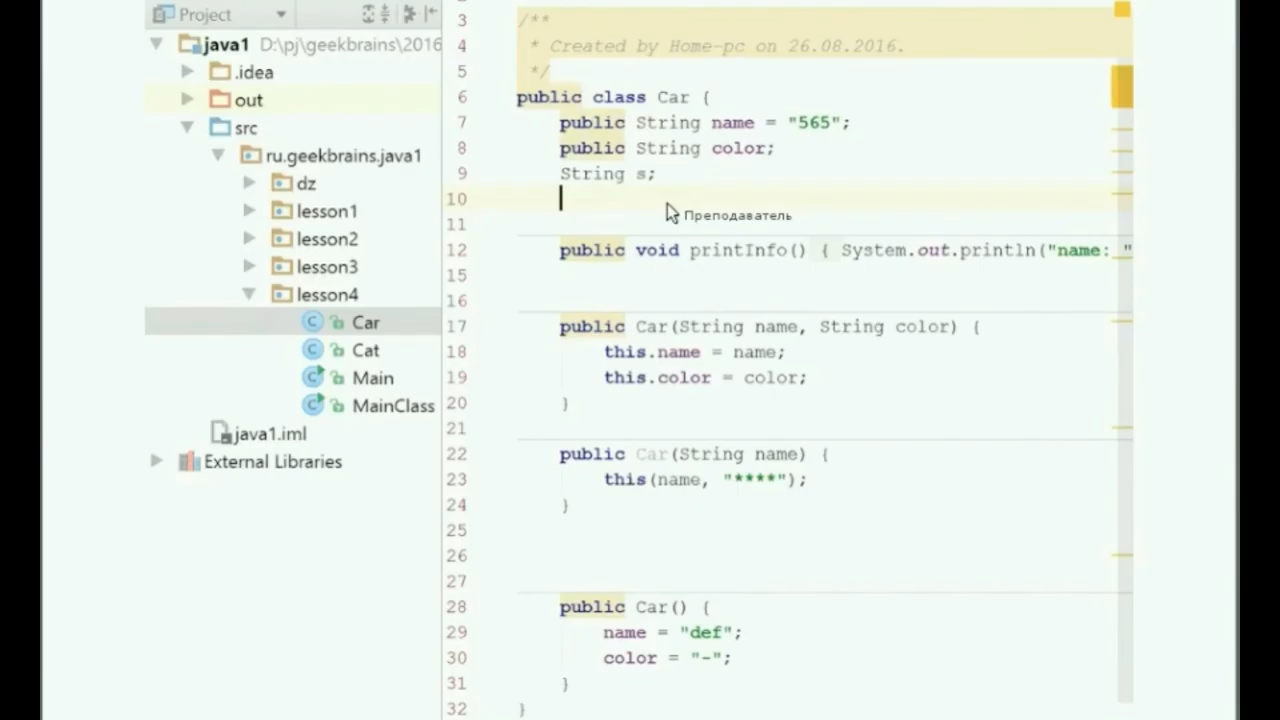 Project
java1 D:\pj\geekbrains\2016
.idea
out
src
ru.geekbrains.java1
dz
lesson1
lesson2
lesson3
lesson4
Car
Cat
Main
MainClass
java1.iml
External Libraries
3 /**
4 * Created by Home-pc on 26.08.2016.
5 */
6 public class Car {
7 public String name = "565";
8 public String color;
9 String s;
10
Преподаватель
11
12 public void printInfo() { System.out.println("name: "
15
16
17 public Car(String name, String color) {
18 this.name = name;
19 this.color = color;
20 }
21
22 public Car(String name) {
23 this(name, "****");
24 }
25
26
27
28 public Car() {
29 name = "def";
30 color = "-";
31 }
32 }